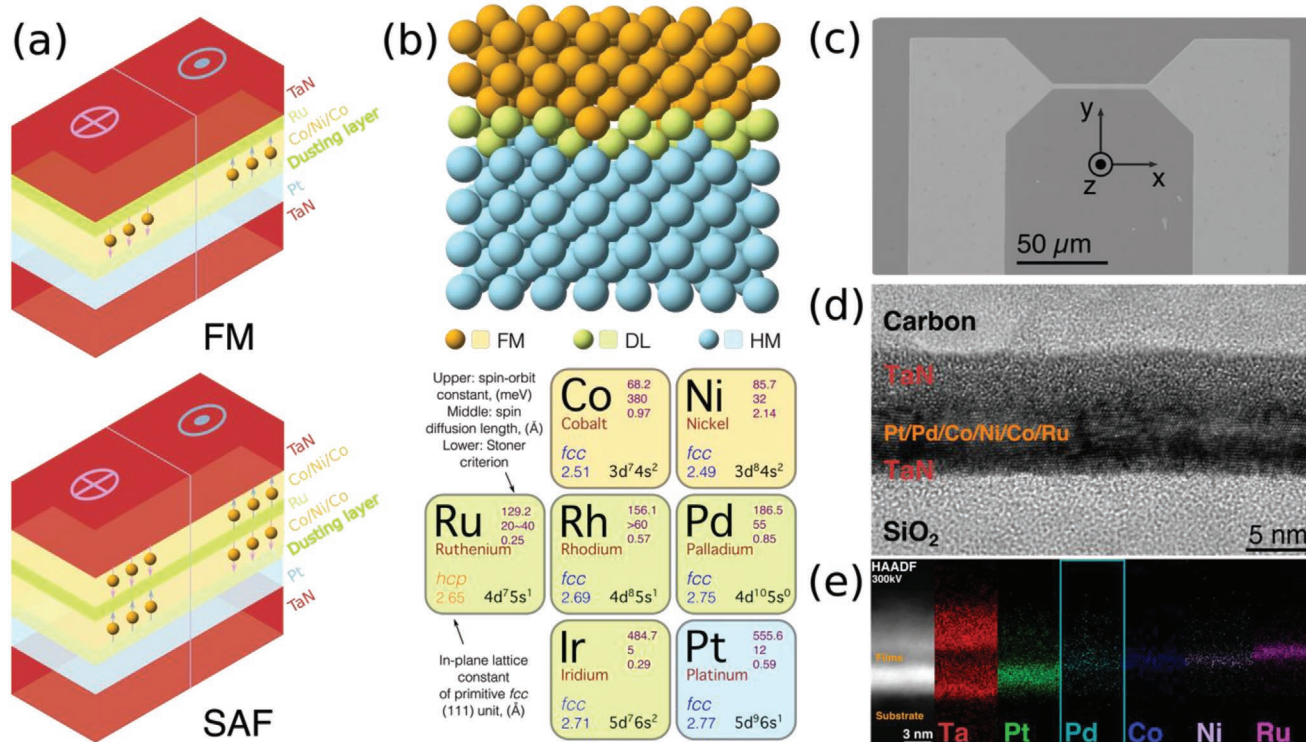 (a)
TaN
Ru
Co/Ni/Co
Dusting layer
Pt
TaN
FM
TaN
Co/Ni/Co
Ru
Co/Ni/Co
Dusting layer
Pt
TaN
SAF
(b)
FM DL HM
Upper: spin-orbit
constant, (meV)
Middle: spin
diffusion length, (Å)
Lower: Stoner
criterion
Co 68.2
380
0.97
Cobalt
fcc
2.51 3d⁷4s²
Ni 85.7
32
2.14
Nickel
fcc
2.49 3d⁸4s²
Ru 129.2
20~40
0.25
Ruthenium
hcp
2.65 4d⁷5s¹
Rh 156.1
>60
0.57
Rhodium
fcc
2.69 4d⁸5s¹
Pd 186.5
55
0.85
Palladium
fcc
2.75 4d¹⁰5s⁰
In-plane lattice
constant
of primitive fcc
(111) unit, (Å)
Ir 484.7
5
0.29
Iridium
fcc
2.71 5d⁷6s²
Pt 555.6
12
0.59
Platinum
fcc
2.77 5d⁹6s¹
(c)
y
z x
50 μm
(d)
Carbon
TaN
Pt/Pd/Co/Ni/Co/Ru
TaN
SiO₂
5 nm
(e)
HAADF
300kV
Films
Substrate
3 nm
Ta Pt Pd Co Ni Ru